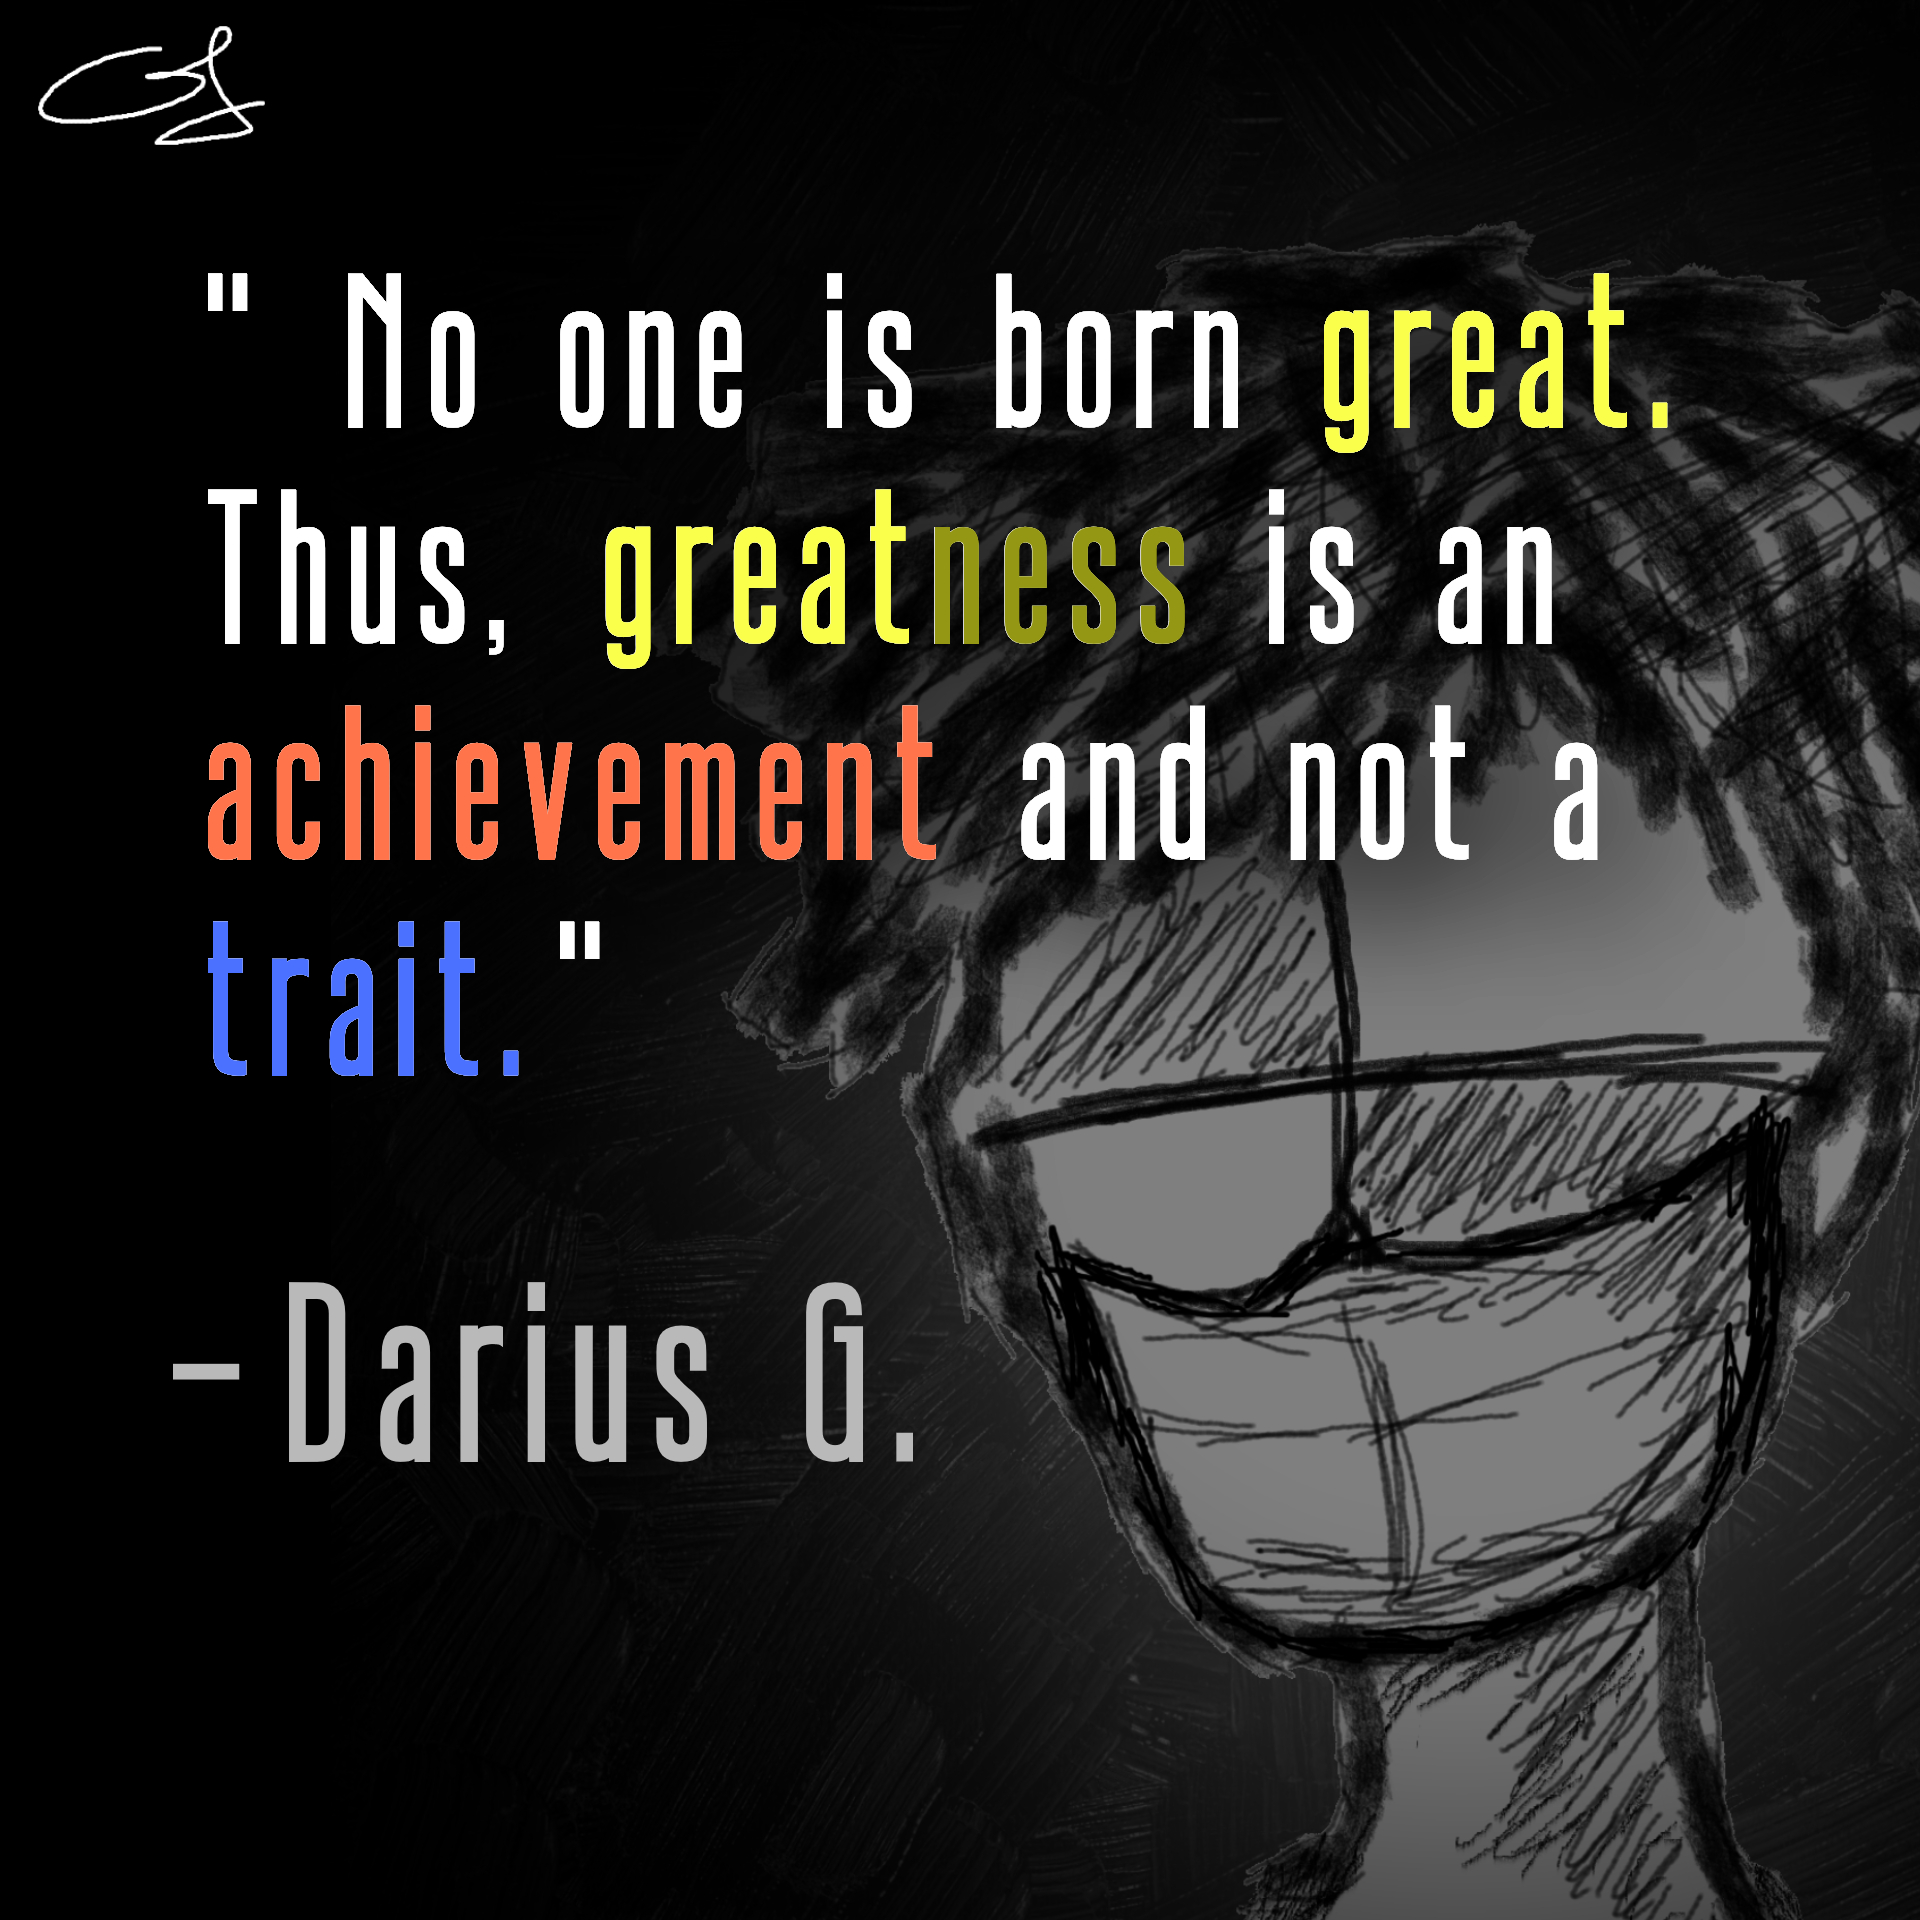 " No one is born great.
Thus, greatness is an
achievement and not a
trait. "
- Darius G.